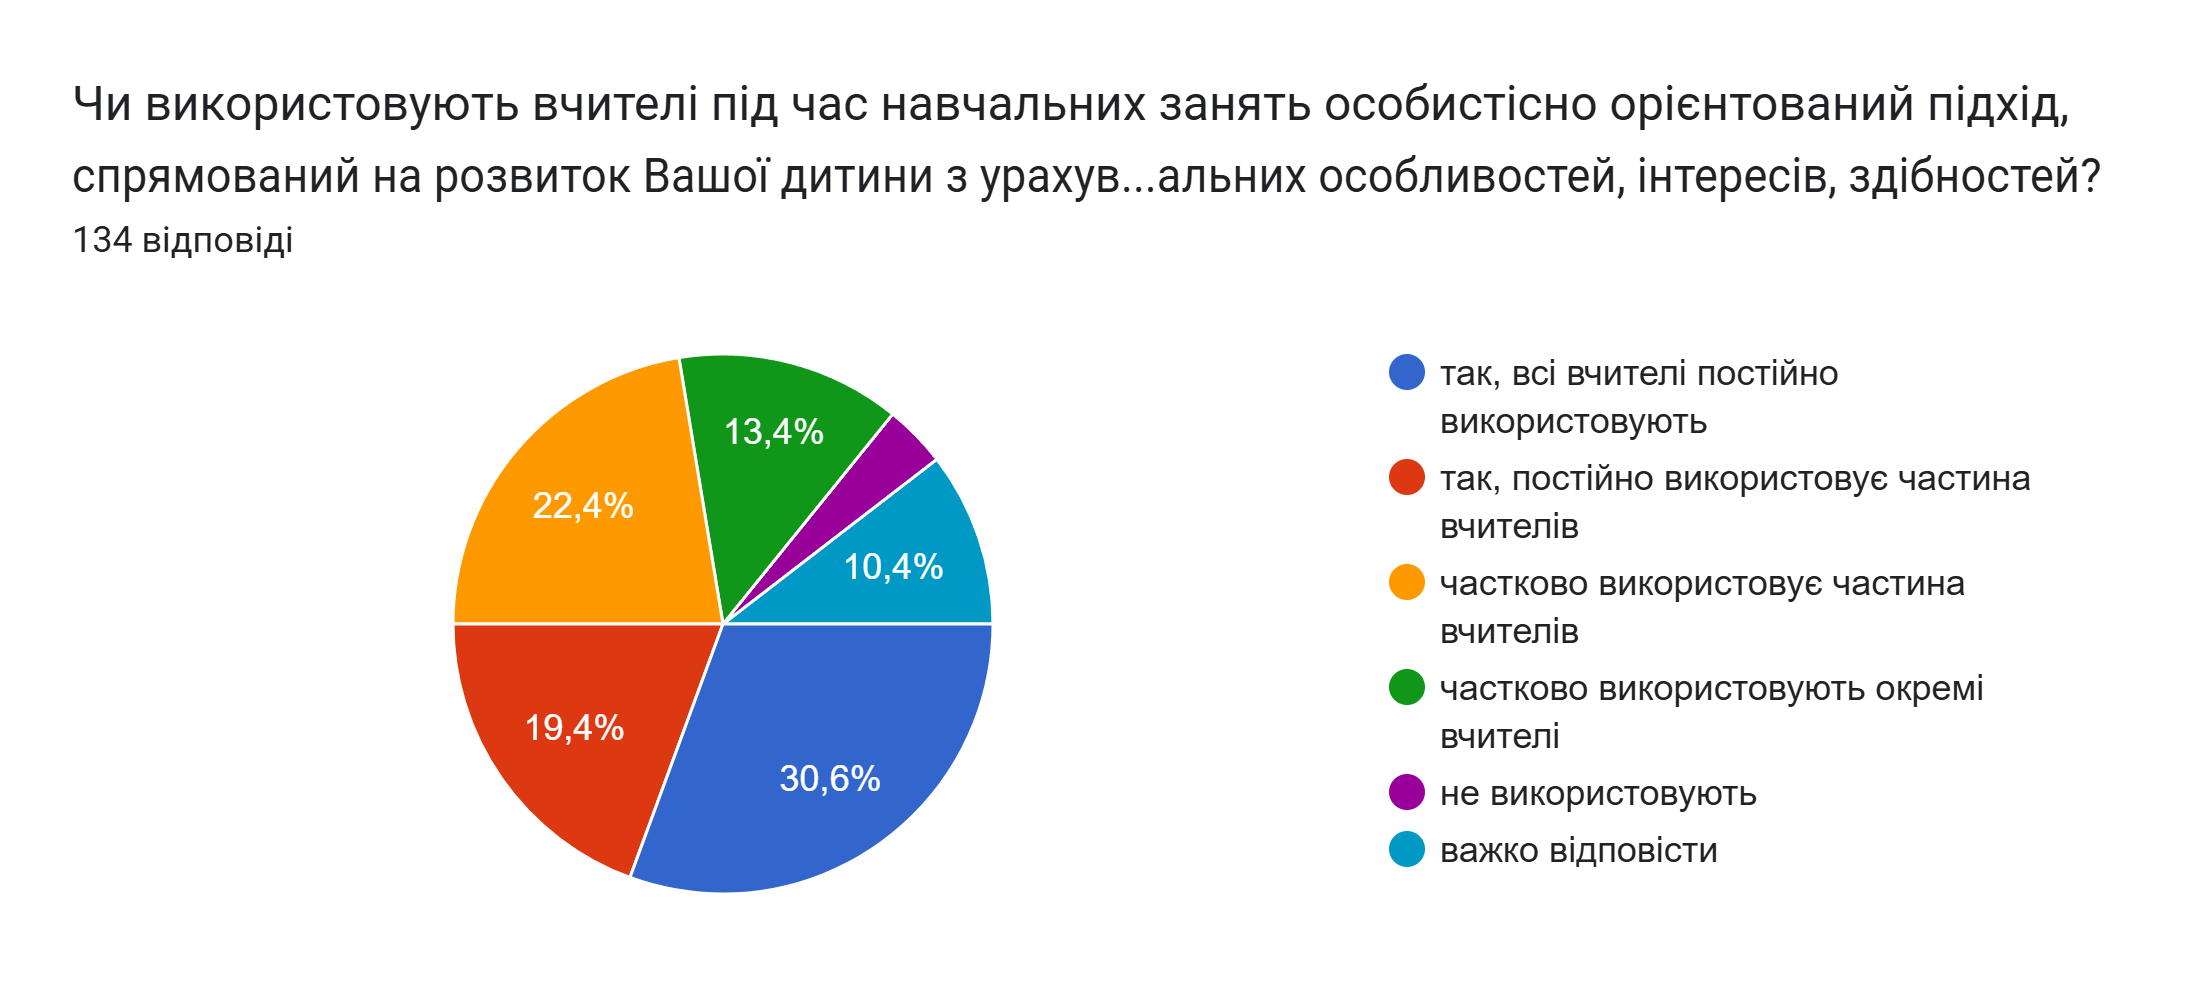 Чи використовують вчителі під час навчальних занять особистісно орієнтований підхід,
спрямований на розвиток Вашої дитини з урахув...альних особливостей, інтересів, здібностей?
134 відповіді
13,4%
22,4%
10,4%
19,4%
30,6%
так, всі вчителі постійно
використовують
так, постійно використовує частина
вчителів
частково використовує частина
вчителів
частково використовують окремі
вчителі
не використовують
важко відповісти